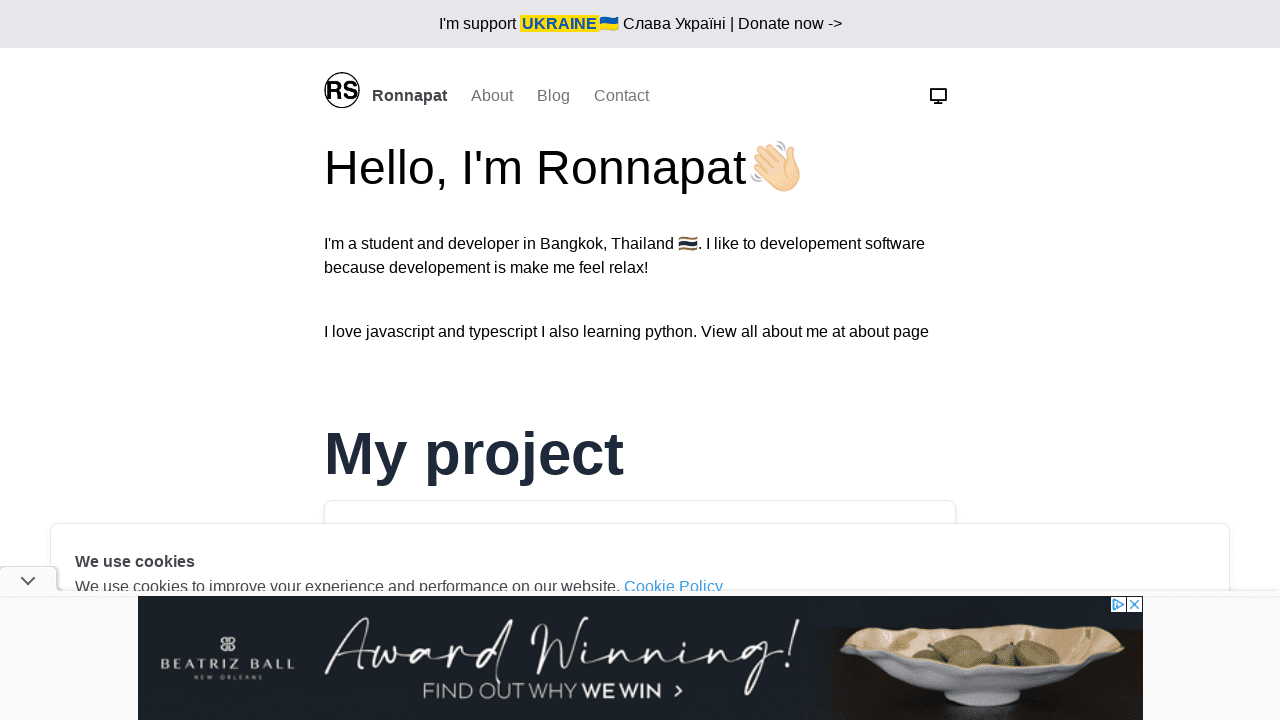 I'm support UKRAINE🇺🇦 Слава Україні | Donate now ->
RS Ronnapat About Blog Contact
Hello, I'm Ronnapat👋🏻
I'm a student and developer in Bangkok, Thailand 🇹🇭. I like to developement software
because developement is make me feel relax!
I love javascript and typescript I also learning python. View all about me at about page
My project
We use cookies
We use cookies to improve your experience and performance on our website. Cookie Policy
BEATRIZ BALL
NEW ORLEANS
Award Winning!
FIND OUT WHY WE WIN >